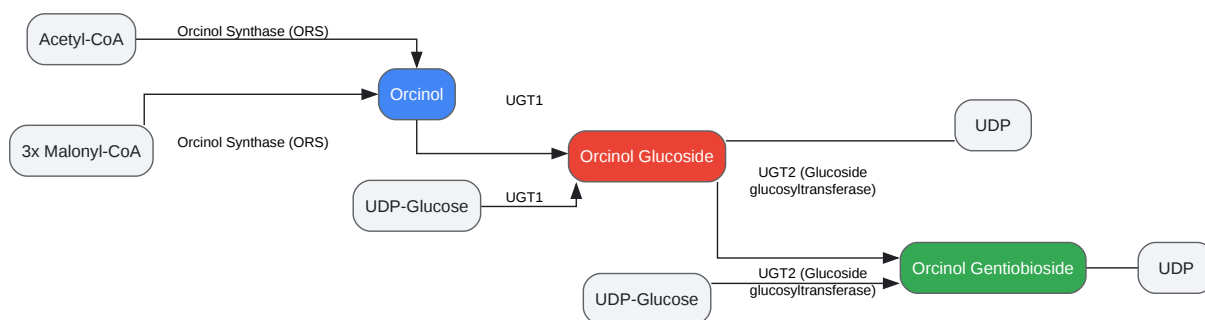 Acetyl-CoA
Orcinol Synthase (ORS)
Orcinol
UGT1
3x Malonyl-CoA
Orcinol Synthase (ORS)
UDP
Orcinol Glucoside
UGT2 (Glucoside
glucosyltransferase)
UDP-Glucose
UGT1
Orcinol Gentiobioside
UDP
UGT2 (Glucoside
glucosyltransferase)
UDP-Glucose